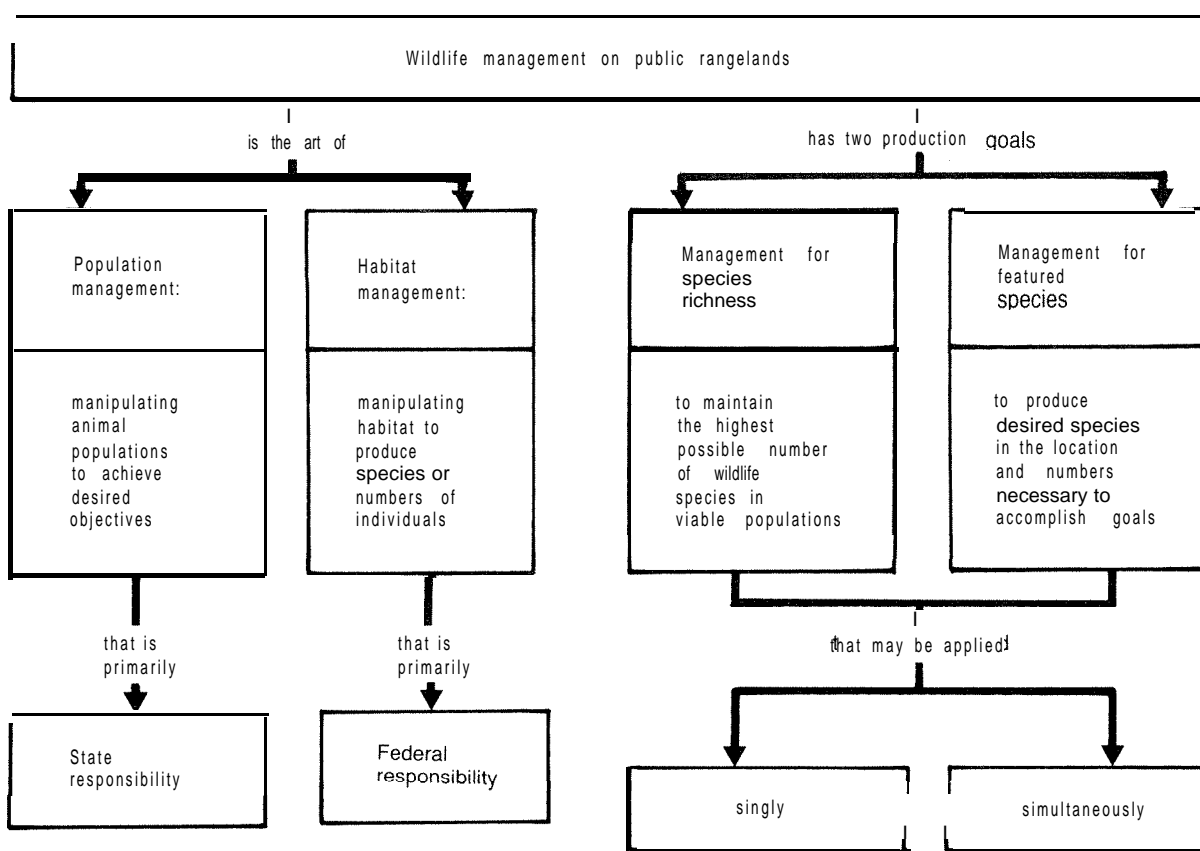 Wildlife management on public rangelands
is the art of
has two production goals
Population
management:
manipulating
animal
populations
to achieve
desired
objectives
that is
primarily
State
responsibility
Habitat
management:
manipulating
habitat to
produce
species or
numbers of
individuals
that is
primarily
Federal
responsibility
Management for
species
richness
to maintain
the highest
possible number
of wildlife
species in
viable populations
Management for
featured
species
to produce
desired species
in the location
and numbers
necessary to
accomplish goals
that may be applied:
singly
simultaneously